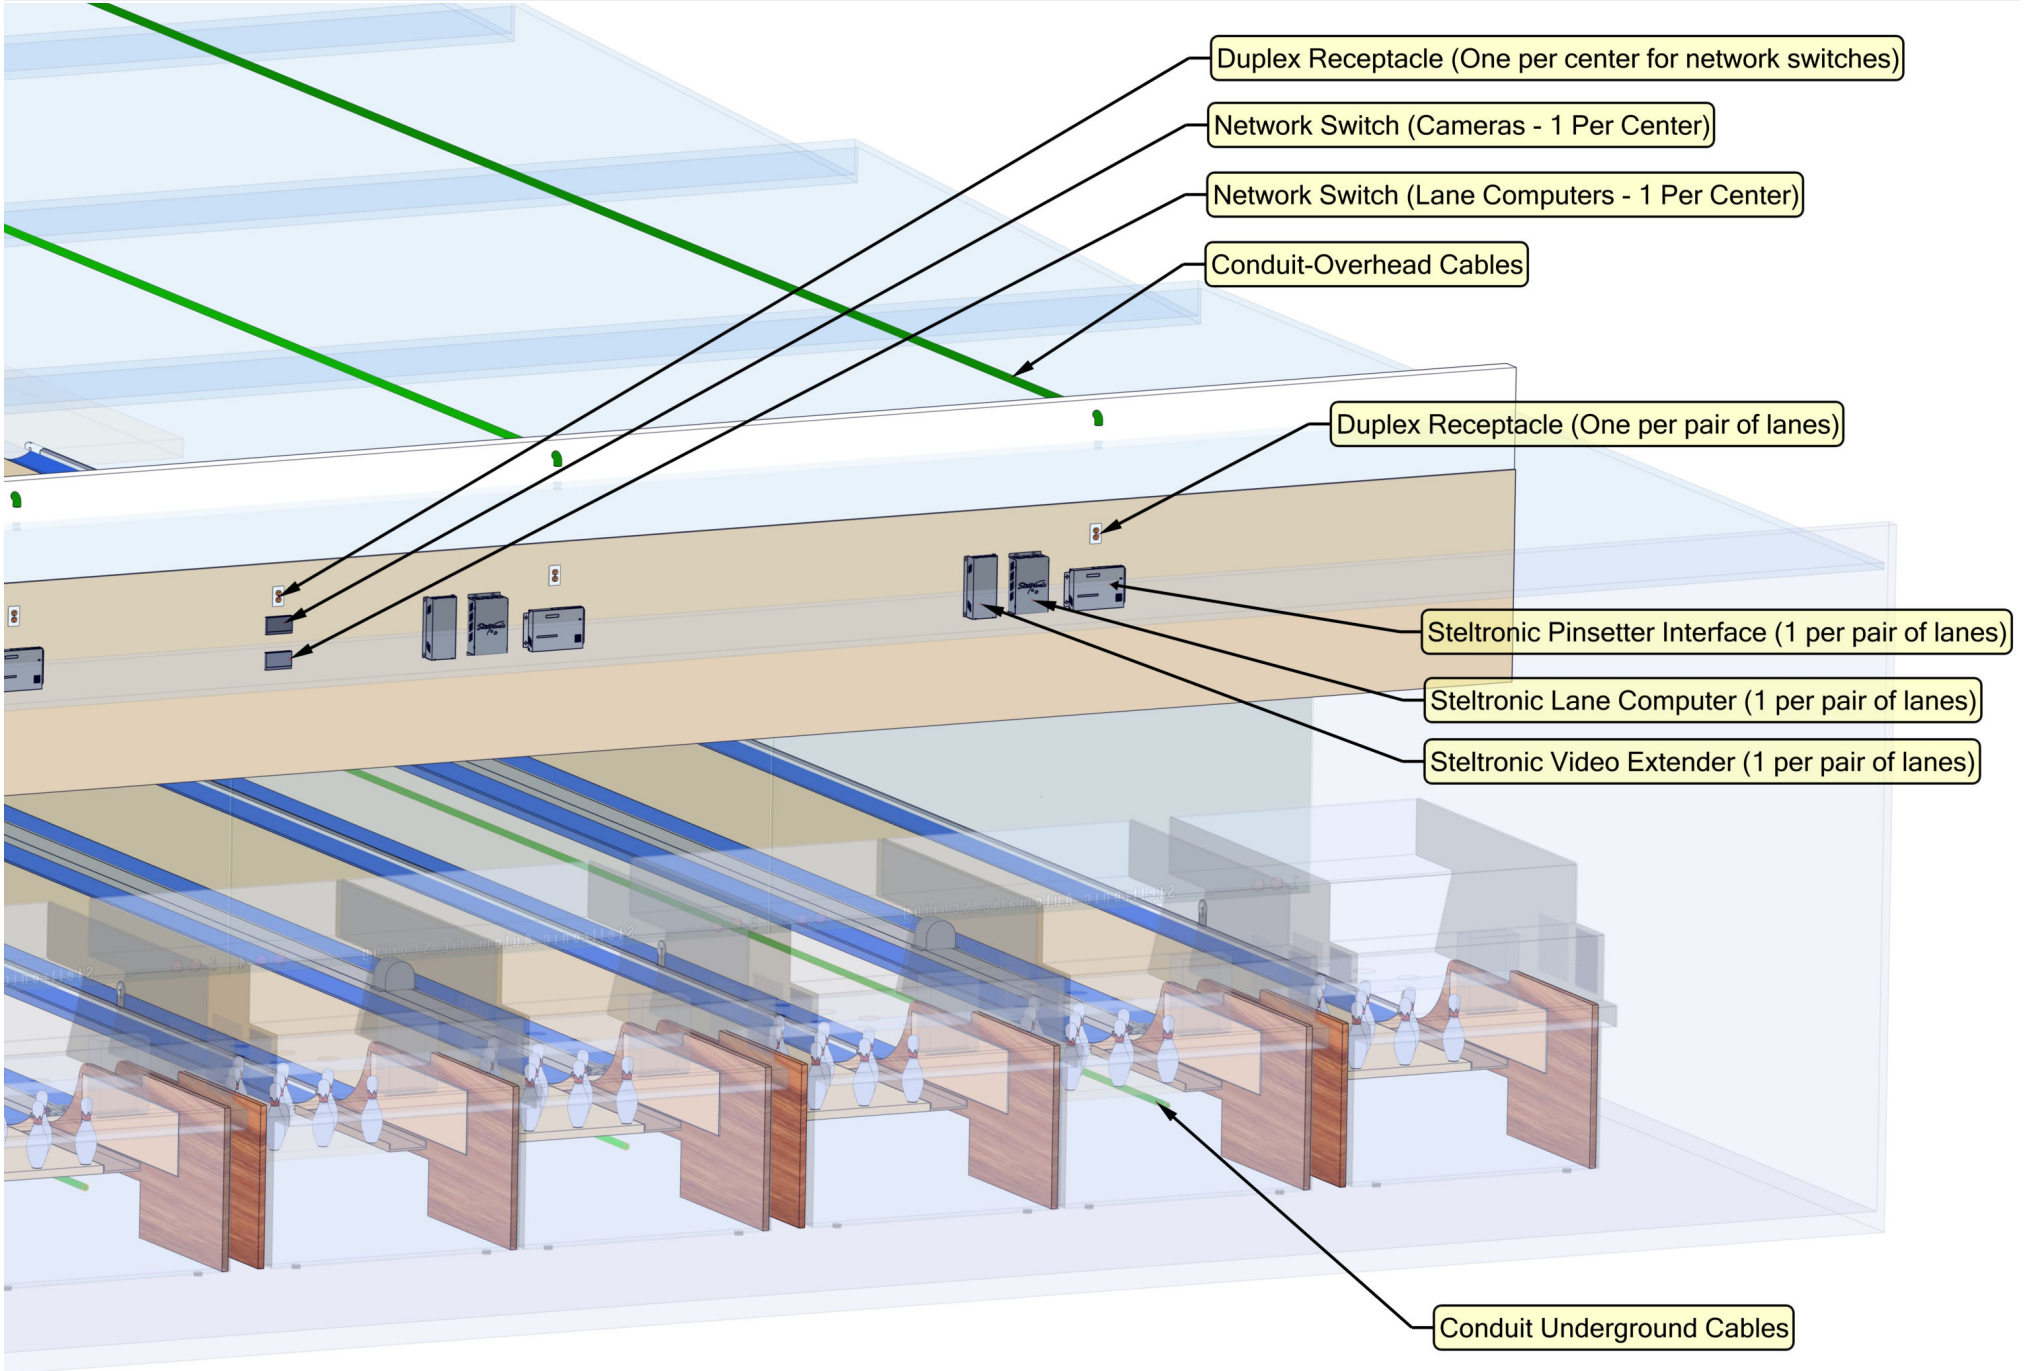 Duplex Receptacle (One per center for network switches)
Network Switch (Cameras - 1 Per Center)
Network Switch (Lane Computers - 1 Per Center)
Conduit-Overhead Cables
Duplex Receptacle (One per pair of lanes)
Steltronic Pinsetter Interface (1 per pair of lanes)
Steltronic Lane Computer (1 per pair of lanes)
Steltronic Video Extender (1 per pair of lanes)
Conduit Underground Cables